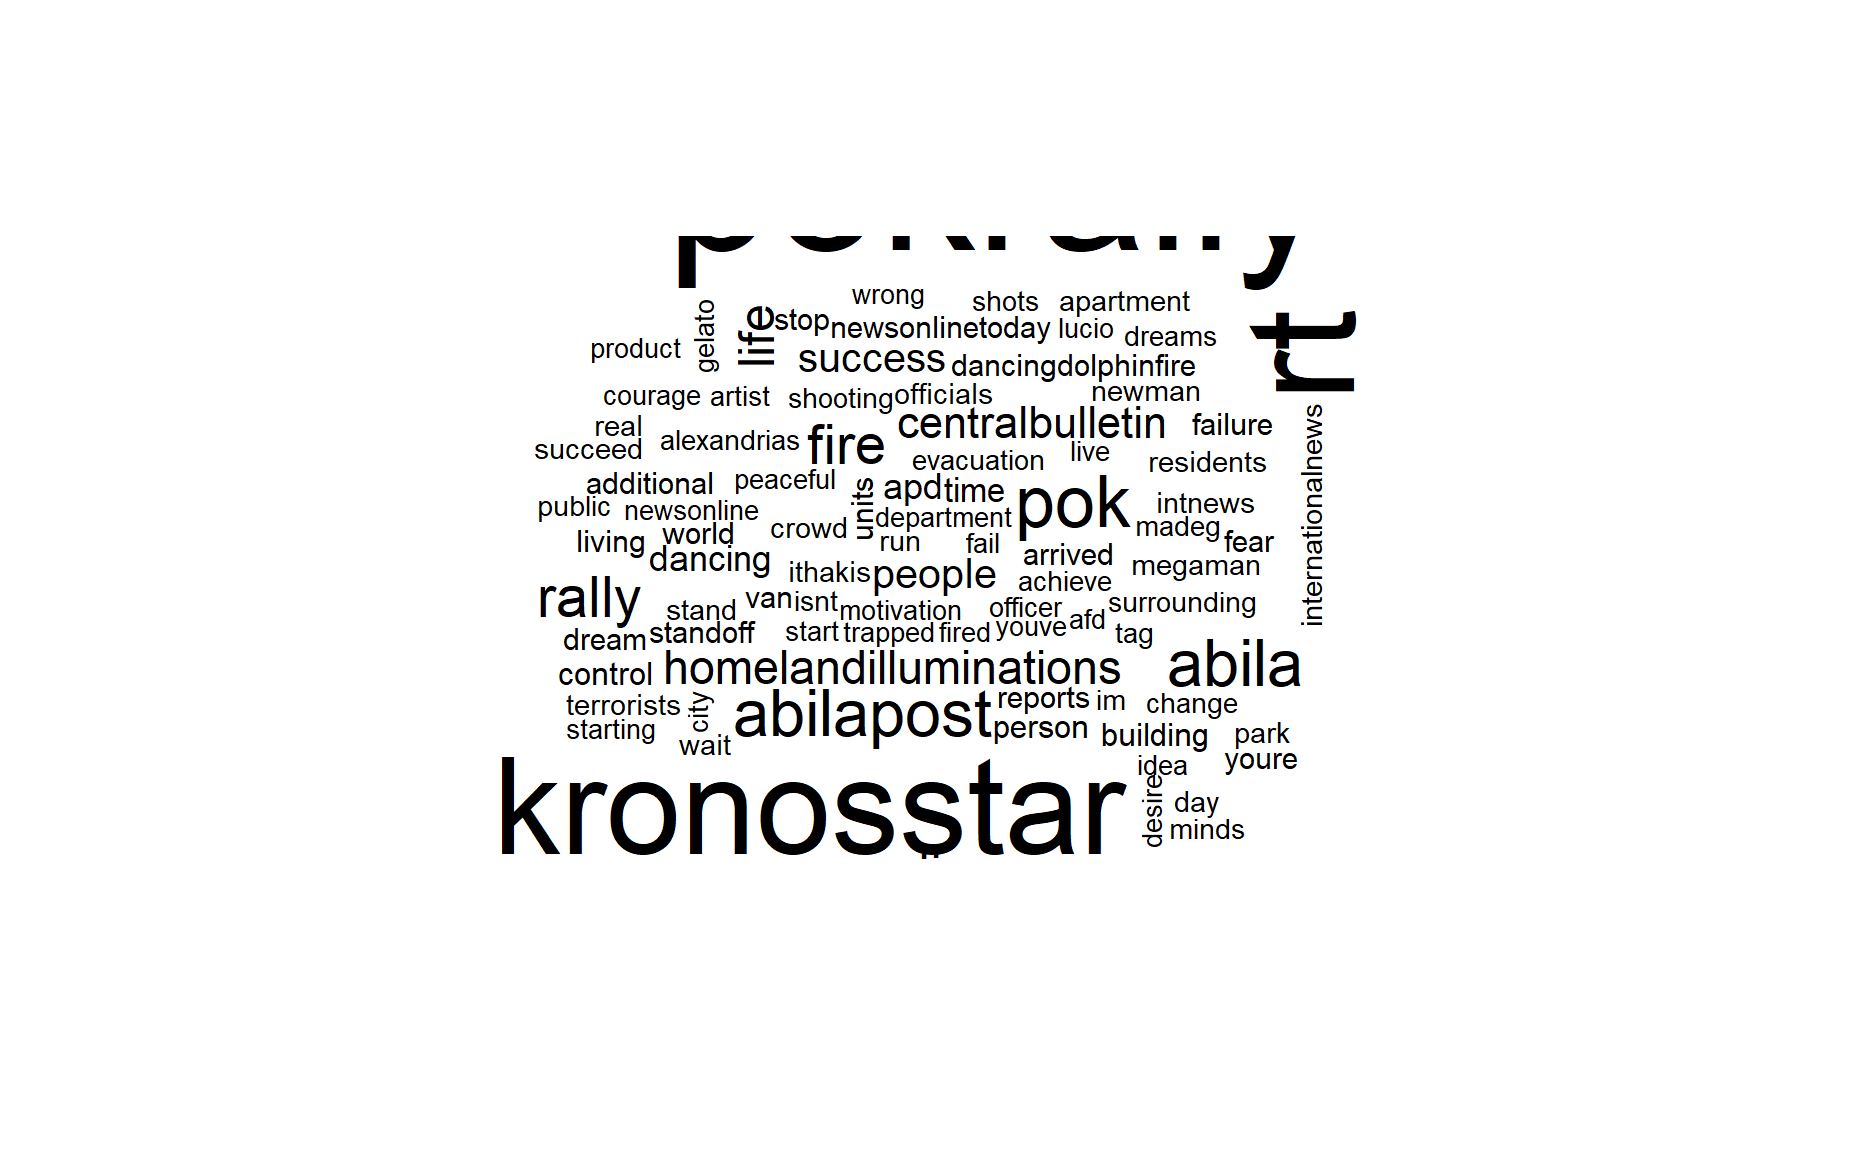 pokrally
wrong
shots apartment
gelato
life
stop newsonlinetoday lucio dreams
rt
product
success dancingdolphinfire
courage artist shooting officials newman
centralbulletin failure
real
succeed alexandrias fire
evacuation live residents
internationalnews
additional peaceful
units
apd time pok intnews
public newsonline department madeg
living world crowd run fail fear
dancing arrived
ithakis people achieve megaman
rally stand van isnt motivation officer afd surrounding
dream standoff start trapped fired youve tag
control homelandilluminations abila
terrorists city abilapost reports im change
starting person building park
wait
idea youre
kronosstar
desire
day
minds